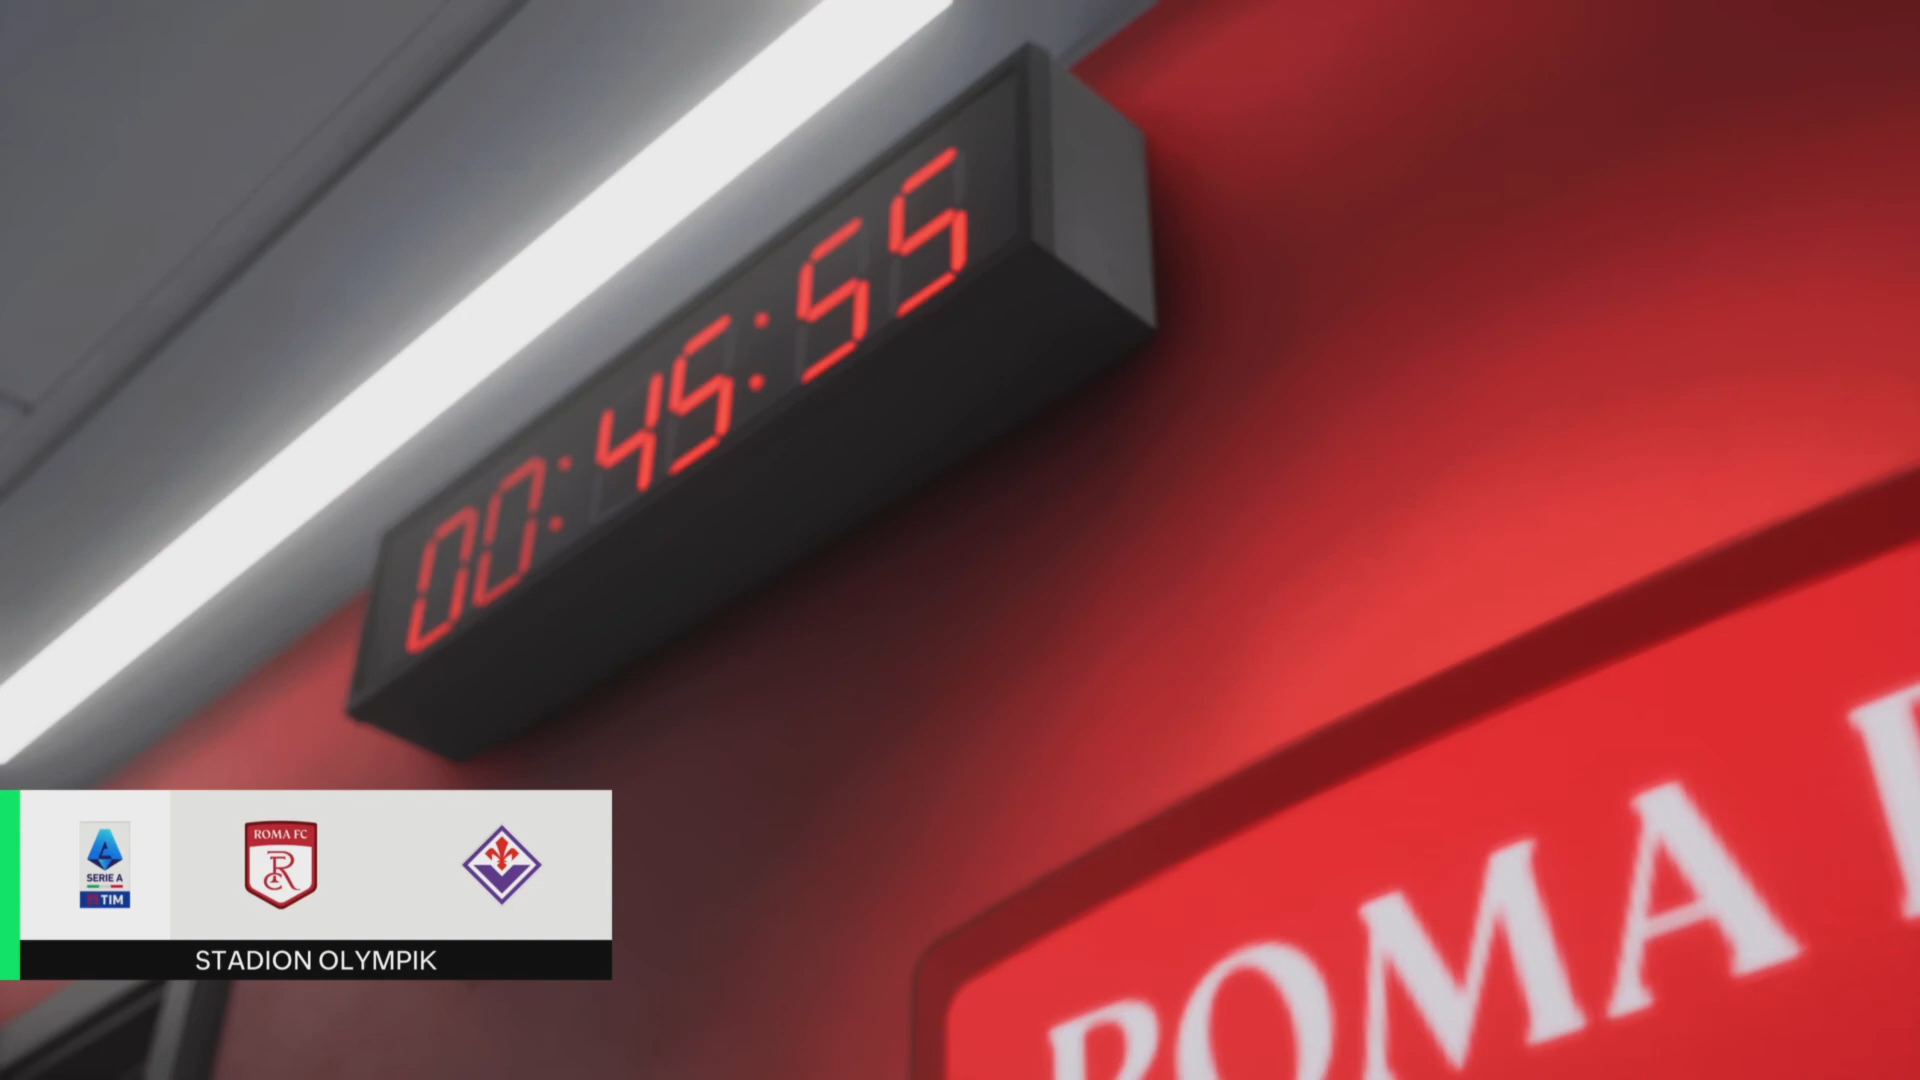 00:45:55
SERIE A
TIM
ROMA FC
STADION OLYMPIK
ROMA